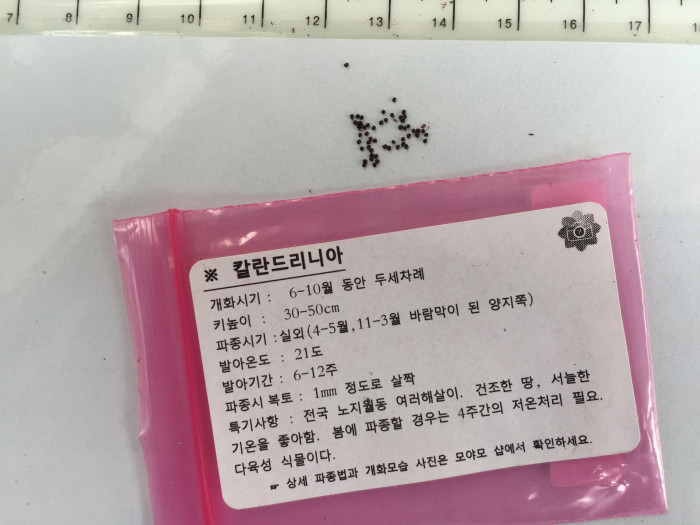 7 8 9 10 11 12 13 14 15 16 17
※ 칼란드리니아
개화시기 : 6-10월 동안 두세차례
키높이 : 30-50cm
파종시기 : 실외(4-5월,11-3월 바람막이 된 양지쪽)
발아온도 : 21도
발아기간 : 6-12주
파종시 복토 : 1mm 정도로 살짝
특기사항 : 전국 노지월동 여러해살이. 건조한 땅, 서늘한
기온을 좋아함. 봄에 파종할 경우는 4주간의 저온처리 필요.
다육성 식물이다.
☞ 상세 파종법과 개화모습 사진은 모야모 샵에서 확인하세요.